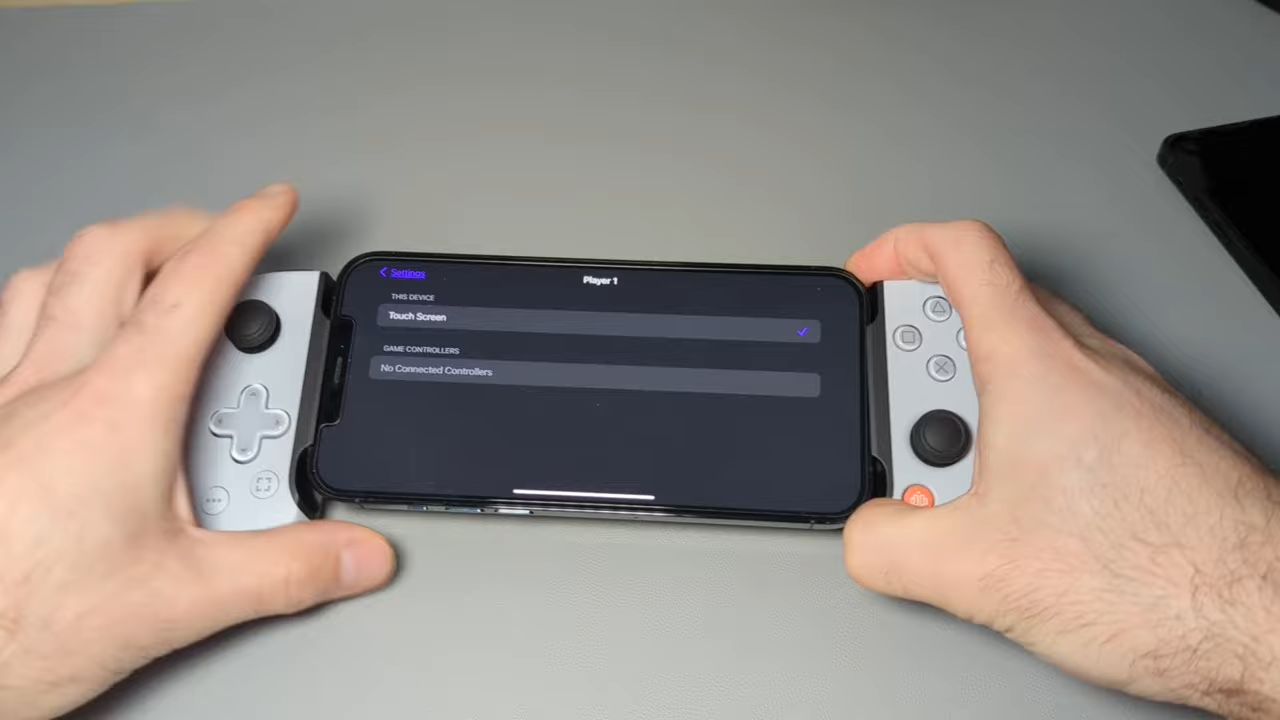 Settings
Player 1
THIS DEVICE
Touch Screen
GAME CONTROLLERS
No Connected Controllers